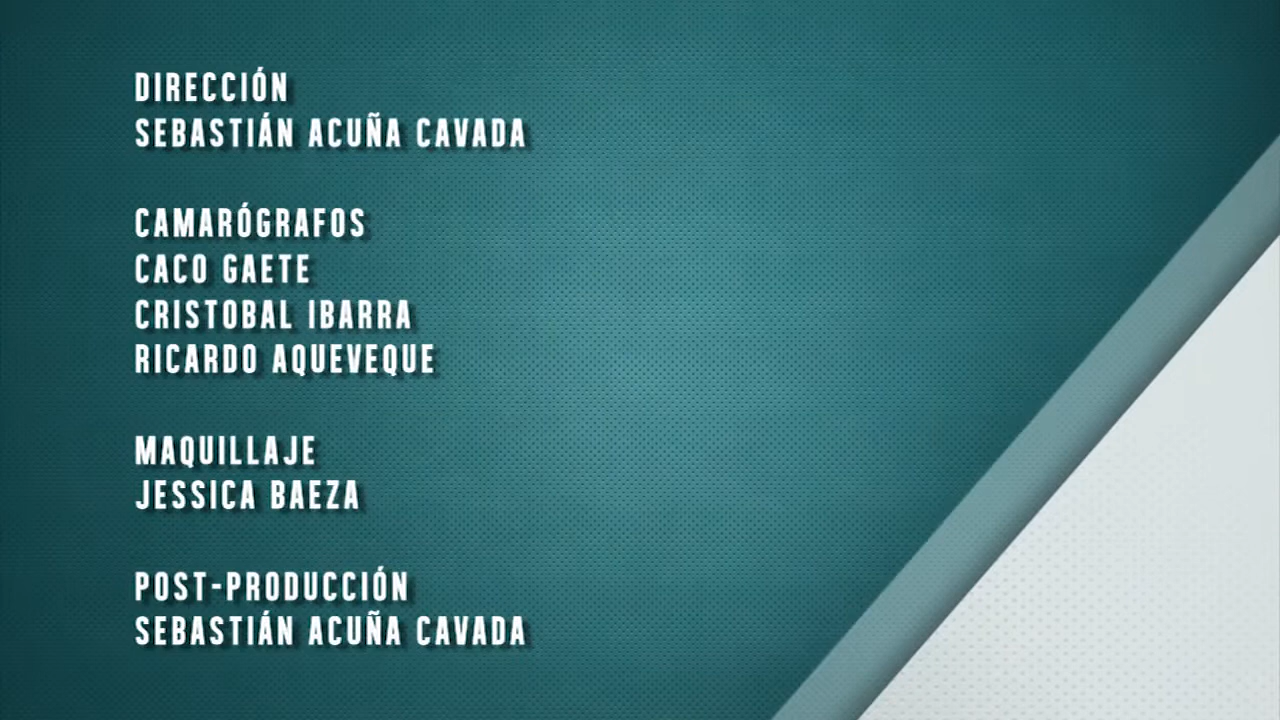 DIRECCIÓN
SEBASTIÁN ACUÑA CAVADA
CAMARÓGRAFOS
CACO GAETE
CRISTOBAL IBARRA
RICARDO AQUEVEQUE
MAQUILLAJE
JESSICA BAEZA
POST-PRODUCCIÓN
SEBASTIÁN ACUÑA CAVADA